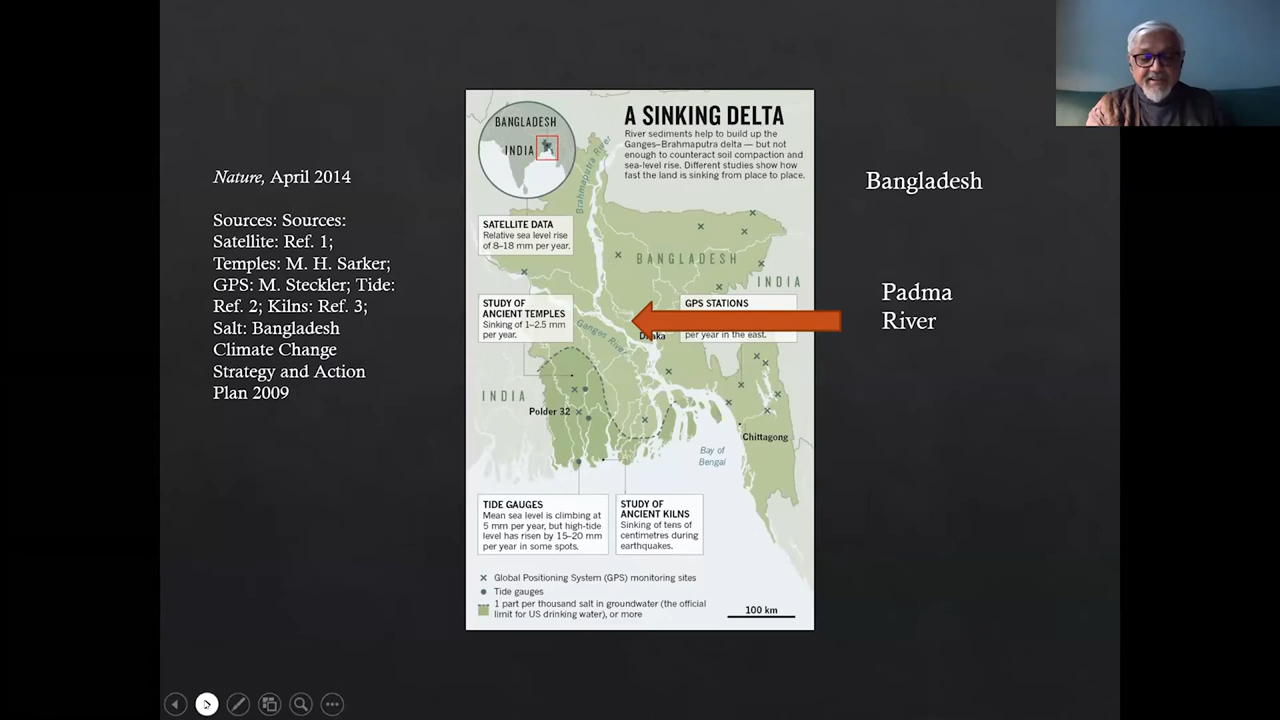 Nature, April 2014
Sources: Sources:
Satellite: Ref. 1;
Temples: M. H. Sarker;
GPS: M. Steckler; Tide:
Ref. 2; Kilns: Ref. 3;
Salt: Bangladesh
Climate Change
Strategy and Action
Plan 2009
A SINKING DELTA
River sediments help to build up the
Ganges–Brahmaputra delta — but not
enough to counteract soil compaction and
sea-level rise. Different studies show how
fast the land is sinking from place to place.
BANGLADESH
INDIA
Brahmaputra River
SATELLITE DATA
Relative sea level rise
of 8–18 mm per year.
BANGLADESH
INDIA
STUDY OF
ANCIENT TEMPLES
Sinking of 1–2.5 mm
per year.
GPS STATIONS
per year in the east.
Ganges River
INDIA
Polder 32
Chittagong
Bay of
Bengal
TIDE GAUGES
Mean sea level is climbing at
5 mm per year, but high-tide
level has risen by 15–20 mm
per year in some spots.
STUDY OF
ANCIENT KILNS
Sinking of tens of
centimetres during
earthquakes.
Global Positioning System (GPS) monitoring sites
Tide gauges
1 part per thousand salt in groundwater (the official
limit for US drinking water), or more
100 km
Bangladesh
Padma
River